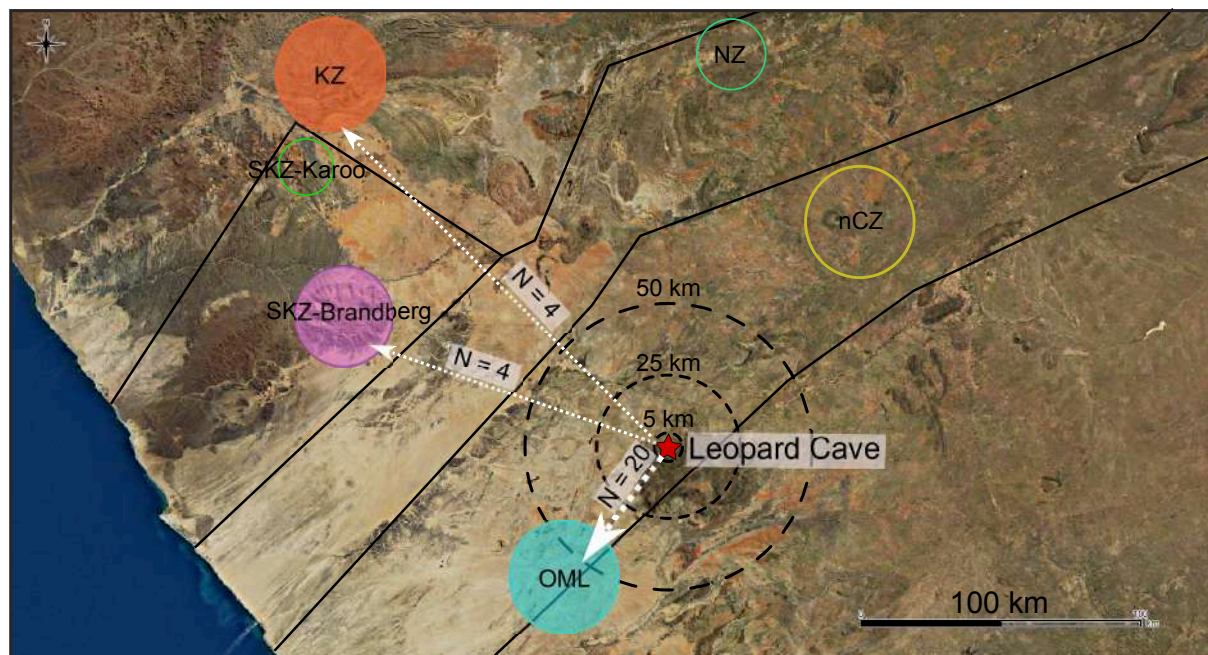 N
KZ
NZ
SKZ-Karoo
nCZ
N = 4
50 km
SKZ-Brandberg
N = 4
25 km
5 km
Leopard Cave
N = 20
OML
100 km